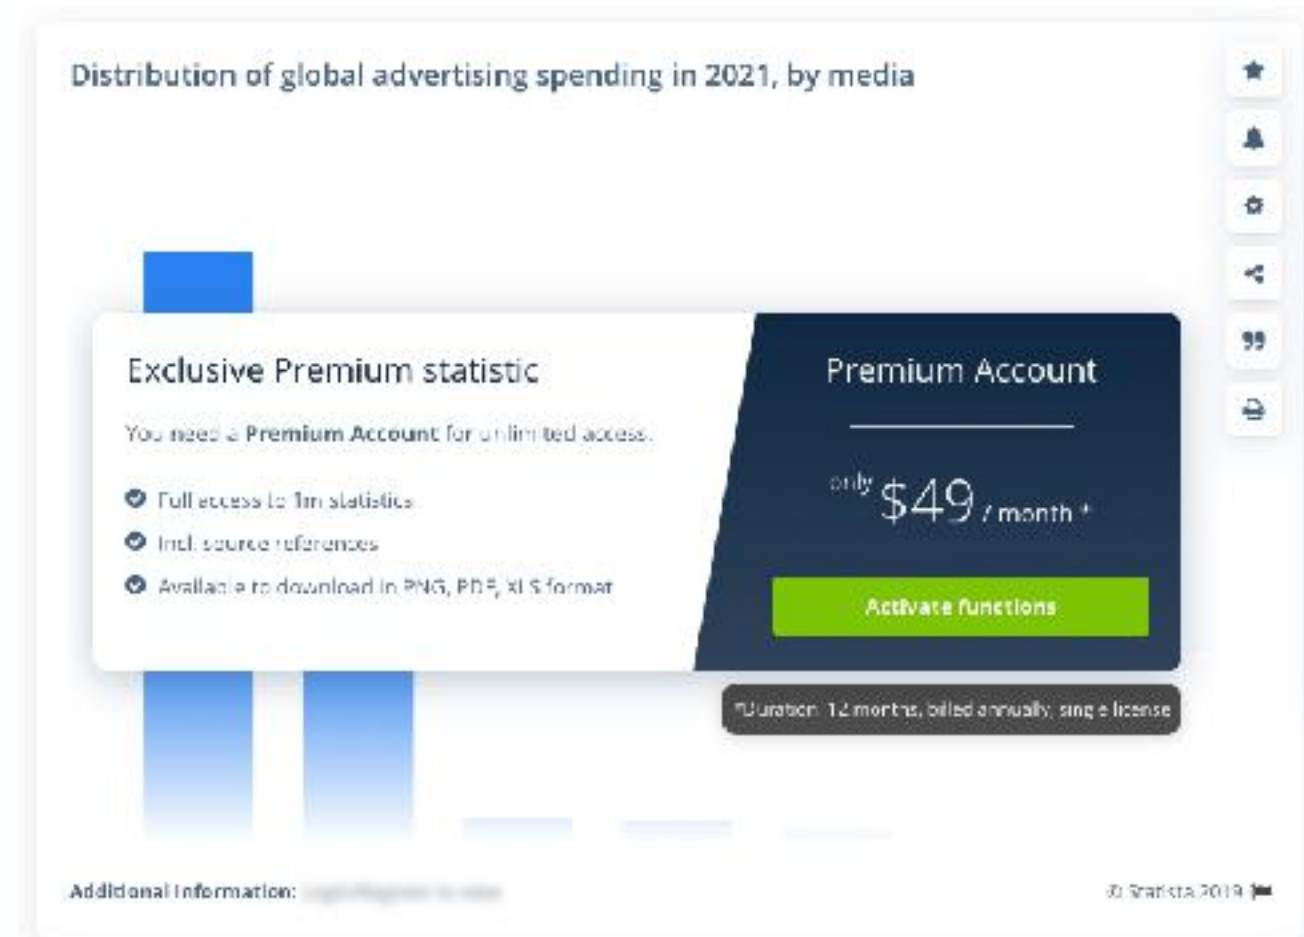 Distribution of global advertising spending in 2021, by media
Exclusive Premium statistic
You need a Premium Account for unlimited access.
Full access to 1m statistics
Incl. source references
Available to download in PNG, PDF, XLS format
Premium Account
only $49 / month *
Activate functions
*Duration: 12 months, billed annually, single license
Additional Information:
© Statista 2019